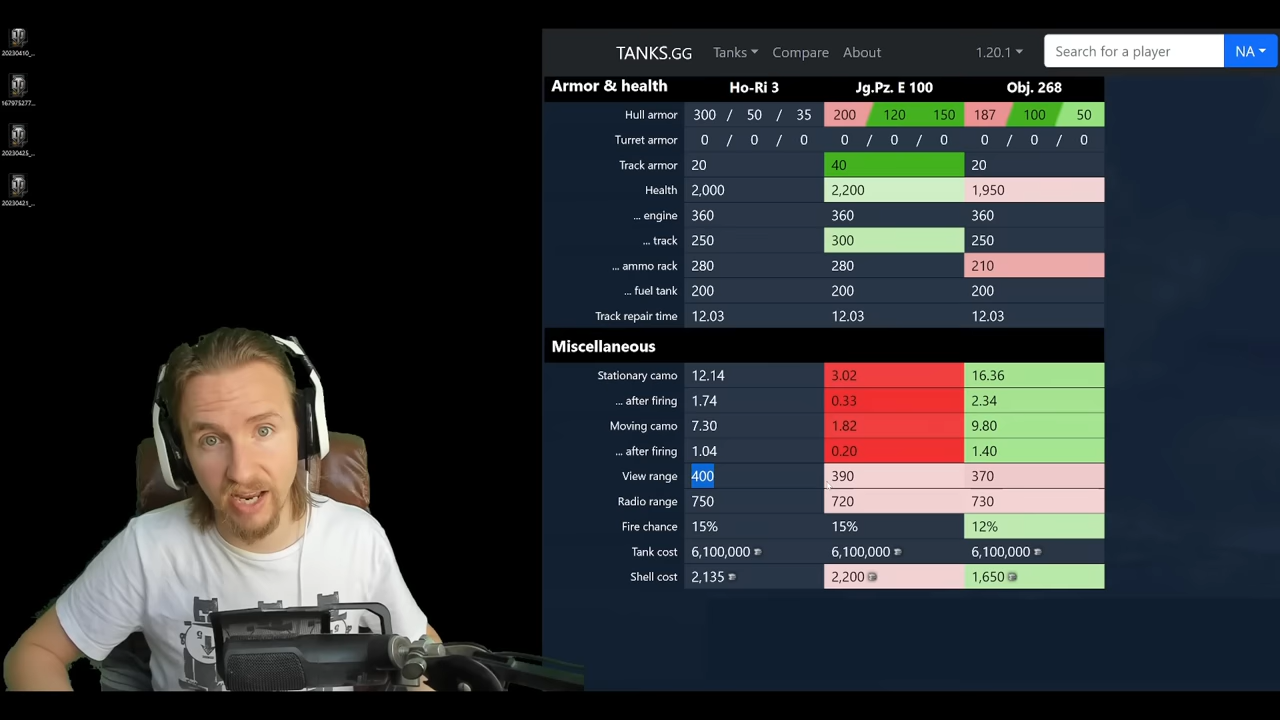 20230410_...
167975277...
20230425_...
20230421_...
TANKS.GG Tanks Compare About 1.20.1 Search for a player NA
Armor & health Ho-Ri 3 Jg.Pz. E 100 Obj. 268
Hull armor 300 / 50 / 35 200 120 150 187 100 50
Turret armor 0 / 0 / 0 0 / 0 / 0 0 / 0 / 0
Track armor 20 40 20
Health 2,000 2,200 1,950
... engine 360 360 360
... track 250 300 250
... ammo rack 280 280 210
... fuel tank 200 200 200
Track repair time 12.03 12.03 12.03
Miscellaneous
Stationary camo 12.14 3.02 16.36
... after firing 1.74 0.33 2.34
Moving camo 7.30 1.82 9.80
... after firing 1.04 0.20 1.40
View range 400 390 370
Radio range 750 720 730
Fire chance 15% 15% 12%
Tank cost 6,100,000 6,100,000 6,100,000
Shell cost 2,135 2,200 1,650